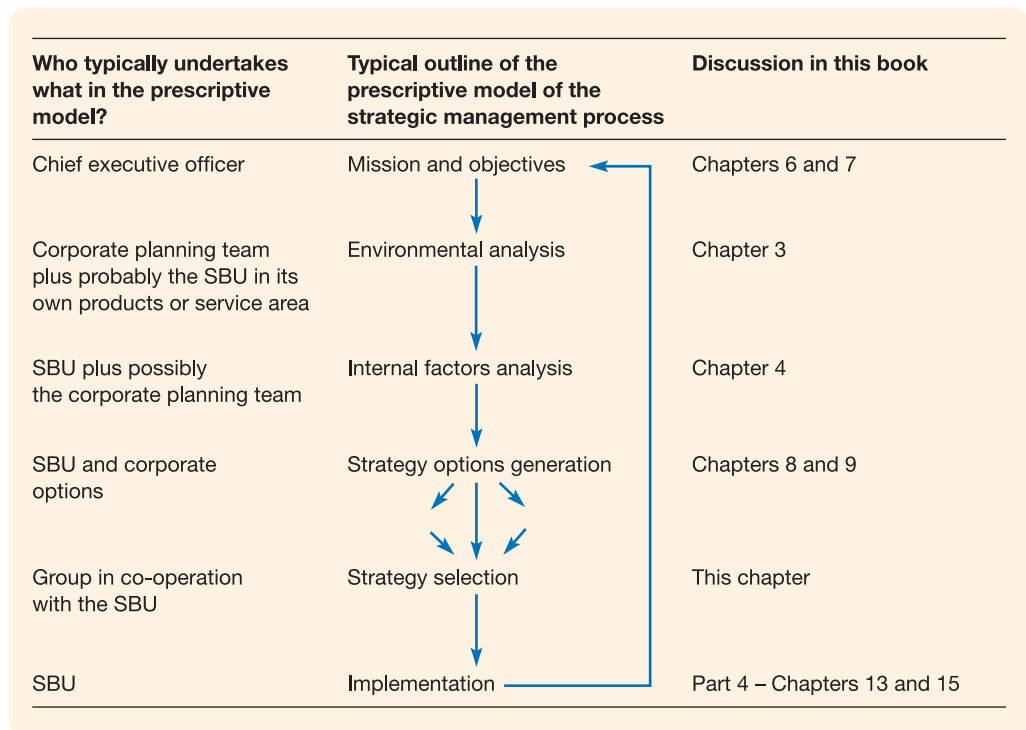 Who typically undertakes
what in the prescriptive
model?
Typical outline of the
prescriptive model of the
strategic management process
Discussion in this book
Chief executive officer
Mission and objectives
Chapters 6 and 7
Corporate planning team
plus probably the SBU in its
own products or service area
Environmental analysis
Chapter 3
SBU plus possibly
the corporate planning team
Internal factors analysis
Chapter 4
SBU and corporate
options
Strategy options generation
Chapters 8 and 9
Group in co-operation
with the SBU
Strategy selection
This chapter
SBU
Implementation
Part 4 – Chapters 13 and 15